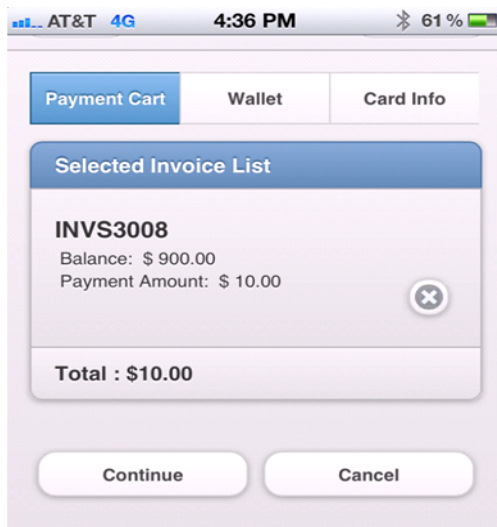 AT&T 4G 4:36 PM 61%
Payment Cart Wallet Card Info
Selected Invoice List
INVS3008
Balance: $ 900.00
Payment Amount: $ 10.00
Total : $10.00
Continue Cancel